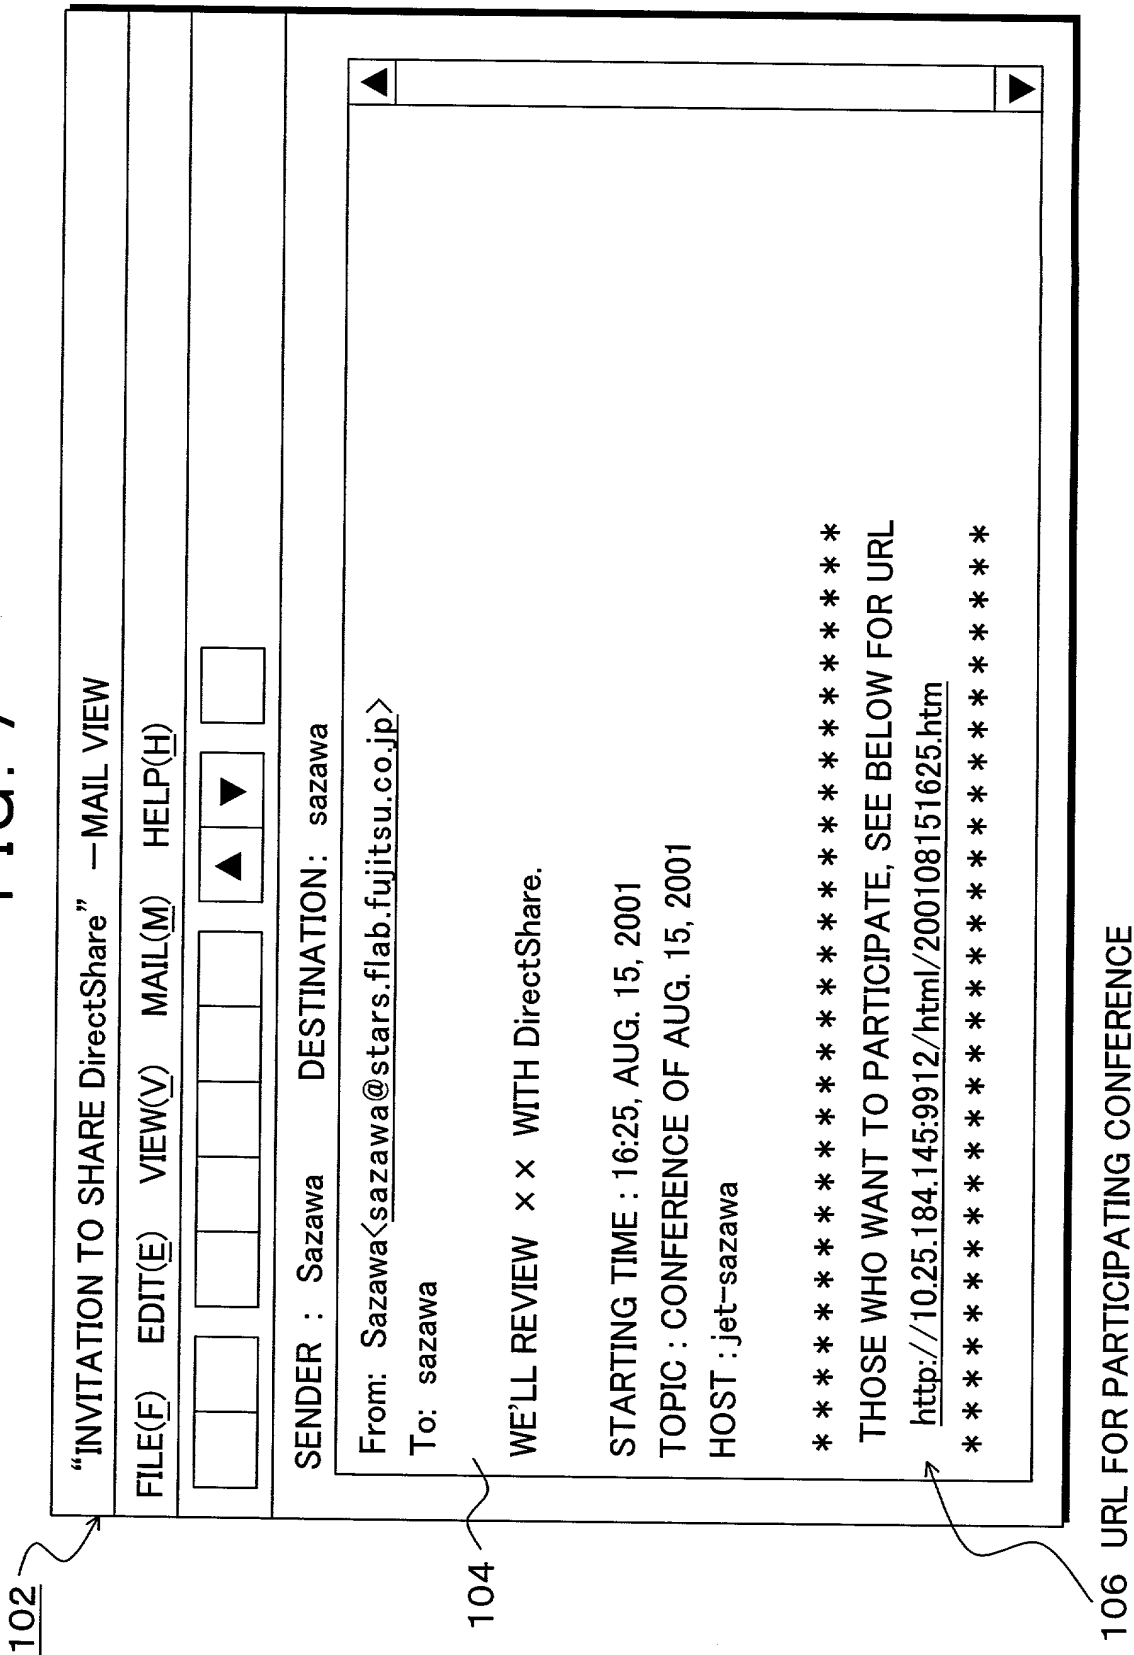 102
“INVITATION TO SHARE DirectShare” —MAIL VIEW
FILE(F) EDIT(E) VIEW(V) MAIL(M) HELP(H)
SENDER : Sazawa DESTINATION: sazawa
From: Sazawa<sazawa@stars.flab.fujitsu.co.jp>
To: sazawa
104
WE'LL REVIEW ×× WITH DirectShare.
STARTING TIME : 16:25, AUG. 15, 2001
TOPIC : CONFERENCE OF AUG. 15, 2001
HOST : jet-sazawa
* * * * * * * * * * * * * * * * * * * * * * * * * * * * *
THOSE WHO WANT TO PARTICIPATE, SEE BELOW FOR URL
http://10.25.184.145:9912/html/200108151625.htm
* * * * * * * * * * * * * * * * * * * * * * * * * * * * *
106 URL FOR PARTICIPATING CONFERENCE